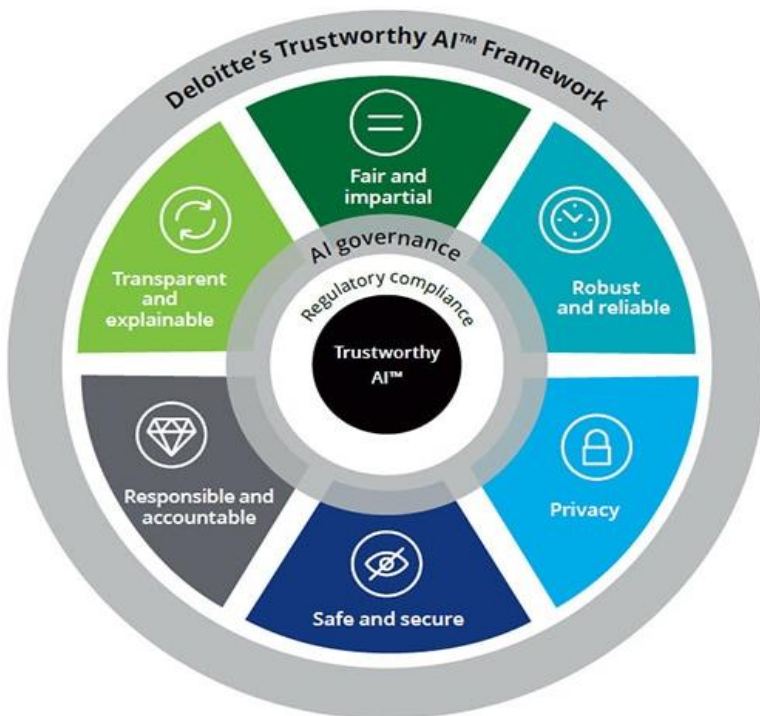 Deloitte's Trustworthy AI™ Framework
Fair and
impartial
Robust
and reliable
Privacy
Safe and secure
Responsible and
accountable
Transparent
and
explainable
AI governance
Regulatory compliance
Trustworthy
AI™